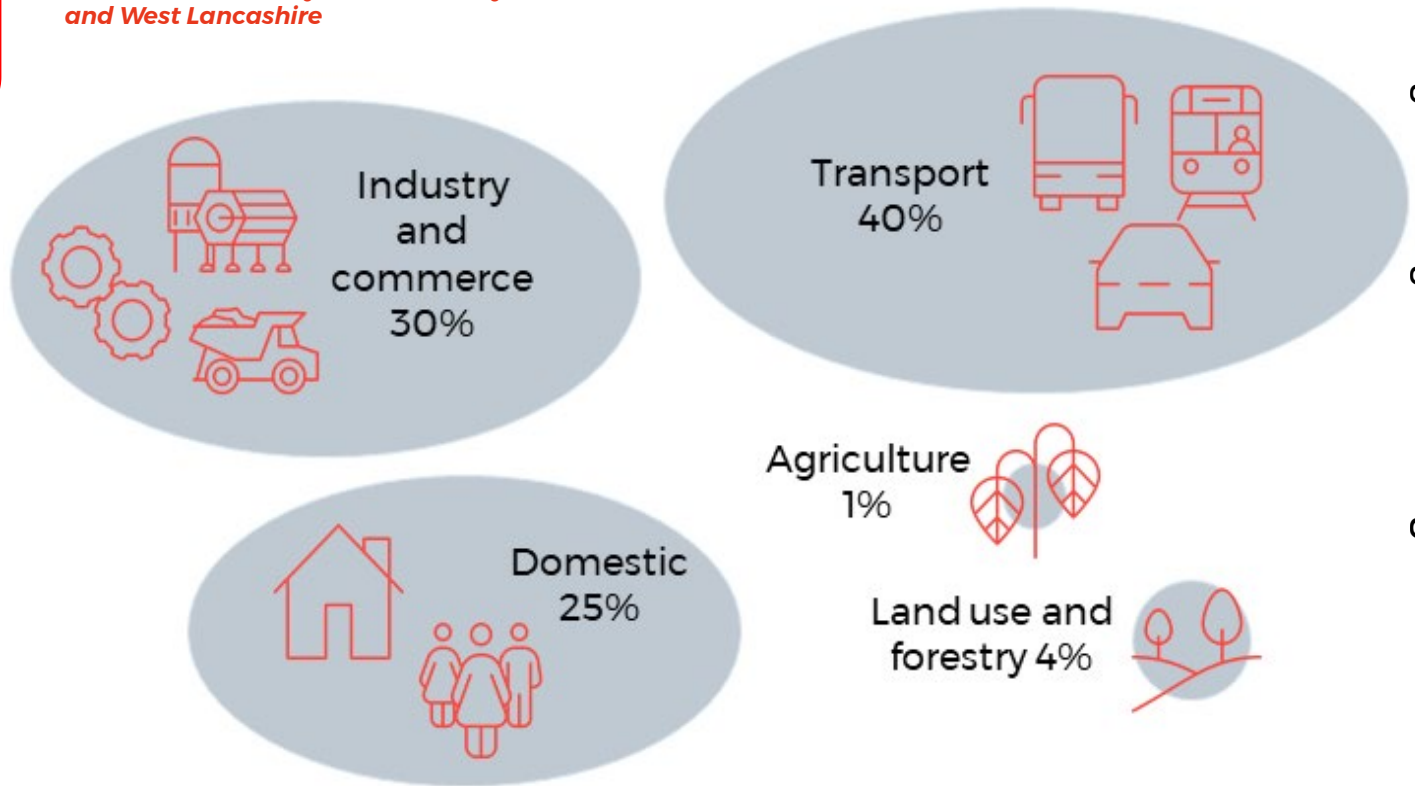 and West Lancashire
Industry
and
commerce
30%
Transport
40%
Agriculture
1%
Domestic
25%
Land use and
forestry 4%